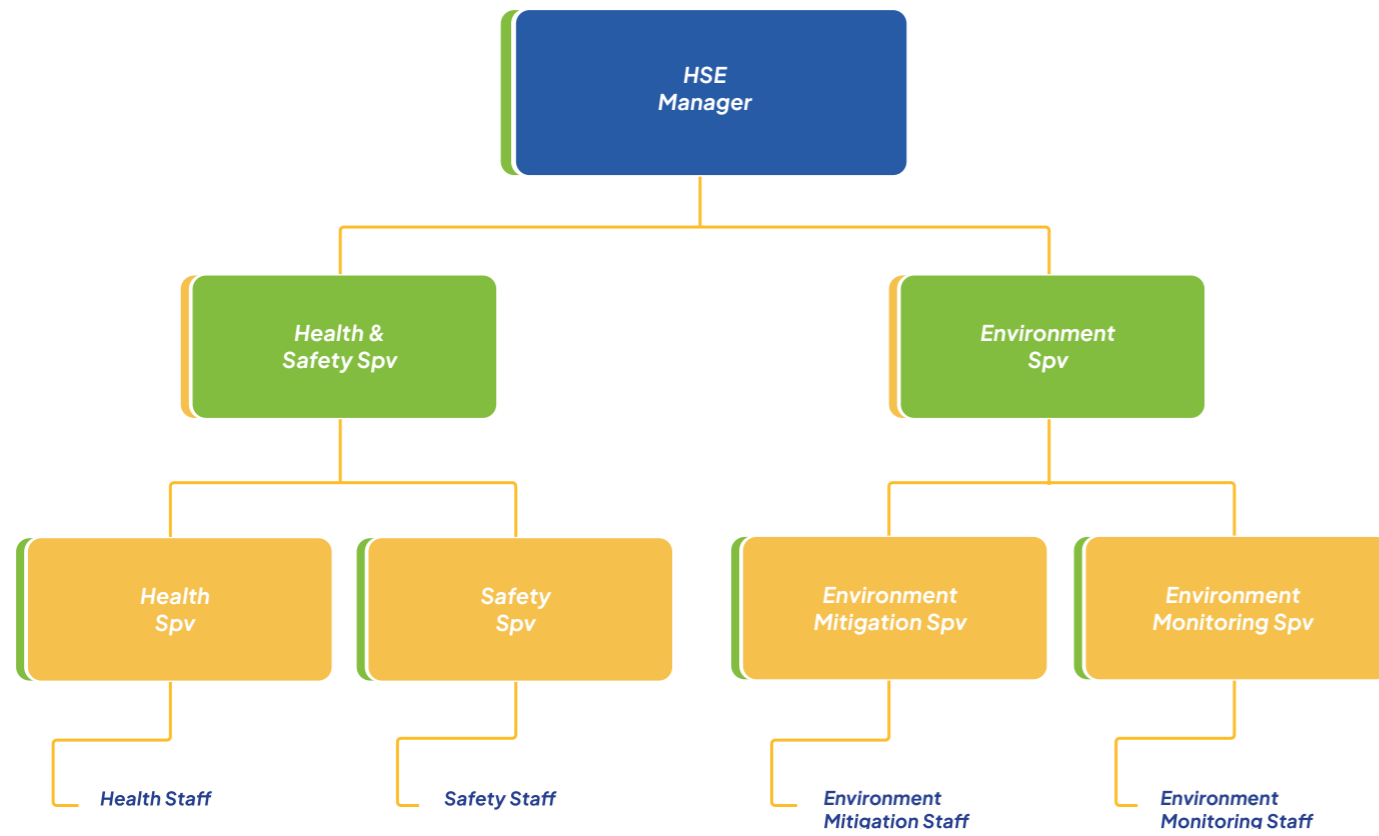 HSE
Manager
Health &
Safety Spv
Environment
Spv
Health
Spv
Safety
Spv
Environment
Mitigation Spv
Environment
Monitoring Spv
Health Staff
Safety Staff
Environment
Mitigation Staff
Environment
Monitoring Staff